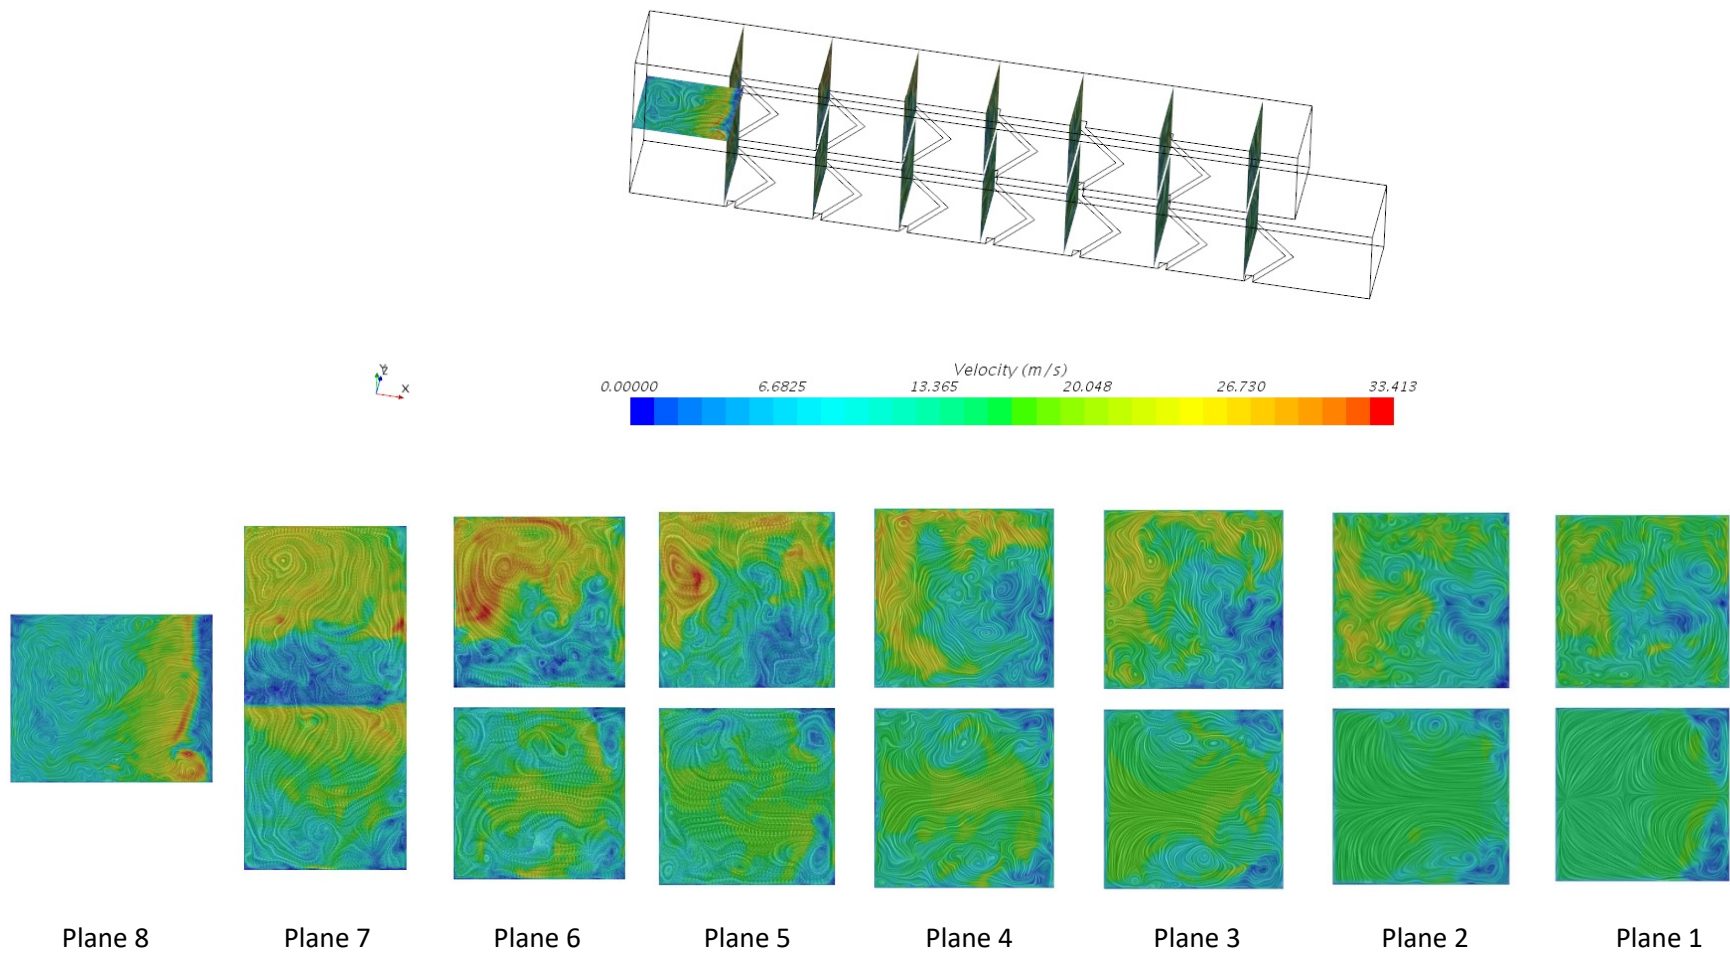 Velocity (m/s)
0.00000 6.6825 13.365 20.048 26.730 33.413
Y
Z
X
Plane 8 Plane 7 Plane 6 Plane 5 Plane 4 Plane 3 Plane 2 Plane 1